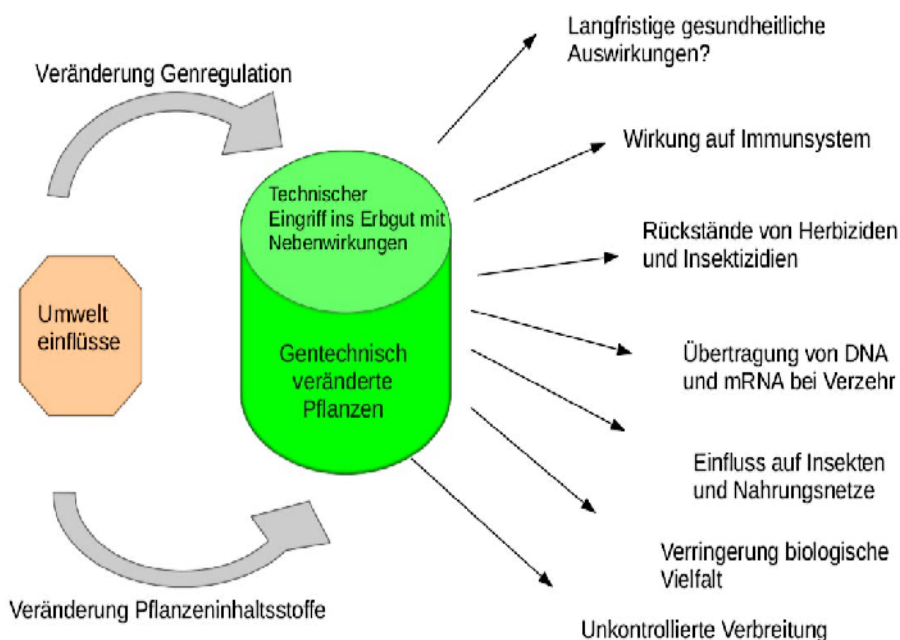 Langfristige gesundheitliche
Auswirkungen?
Veränderung Genregulation
Wirkung auf Immunsystem
Technischer
Eingriff ins Erbgut mit
Nebenwirkungen
Rückstände von Herbiziden
und Insektizidien
Umwelt
einflüsse
Gentechnisch
veränderte
Pflanzen
Übertragung von DNA
und mRNA bei Verzehr
Einfluss auf Insekten
und Nahrungsnetze
Verringerung biologische
Vielfalt
Veränderung Pflanzeninhaltsstoffe
Unkontrollierte Verbreitung